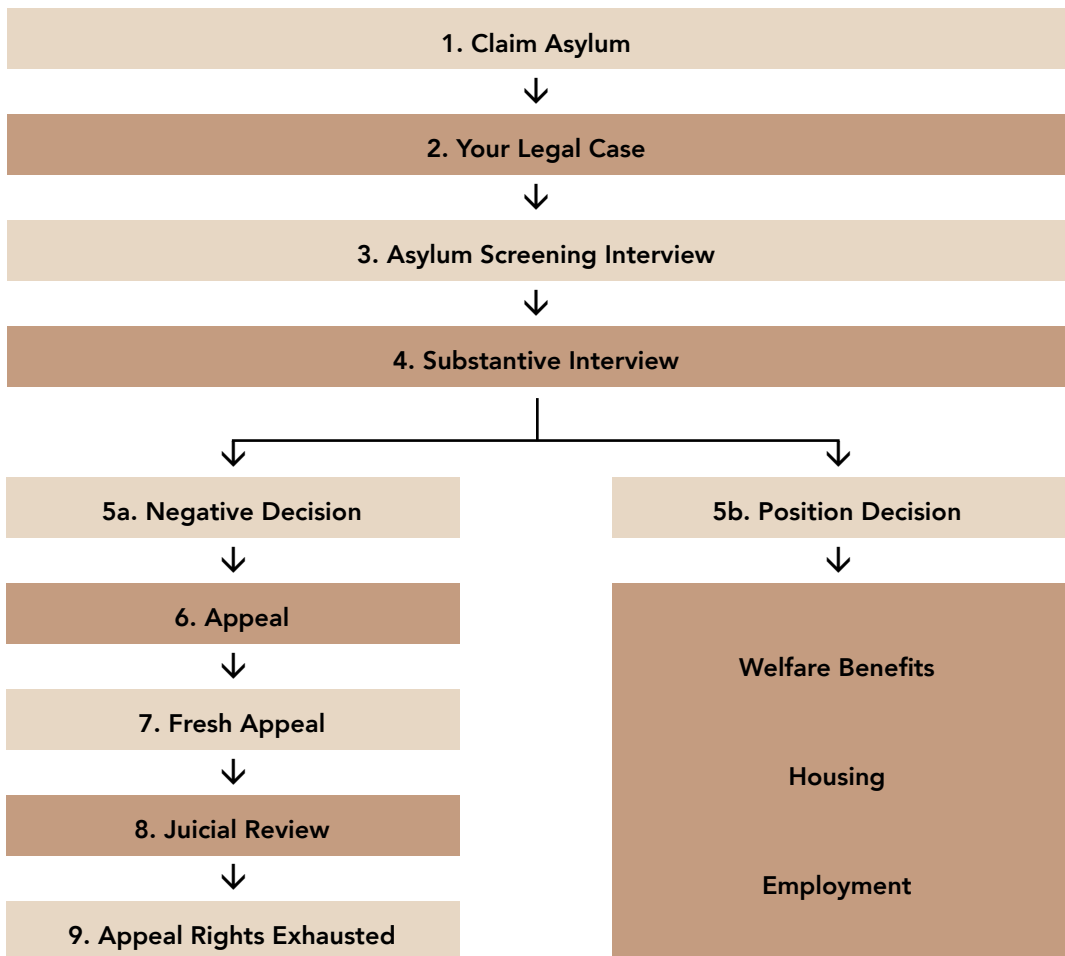 1. Claim Asylum
2. Your Legal Case
3. Asylum Screening Interview
4. Substantive Interview
5a. Negative Decision
5b. Position Decision
6. Appeal
7. Fresh Appeal
8. Juicial Review
9. Appeal Rights Exhausted
Welfare Benefits
Housing
Employment